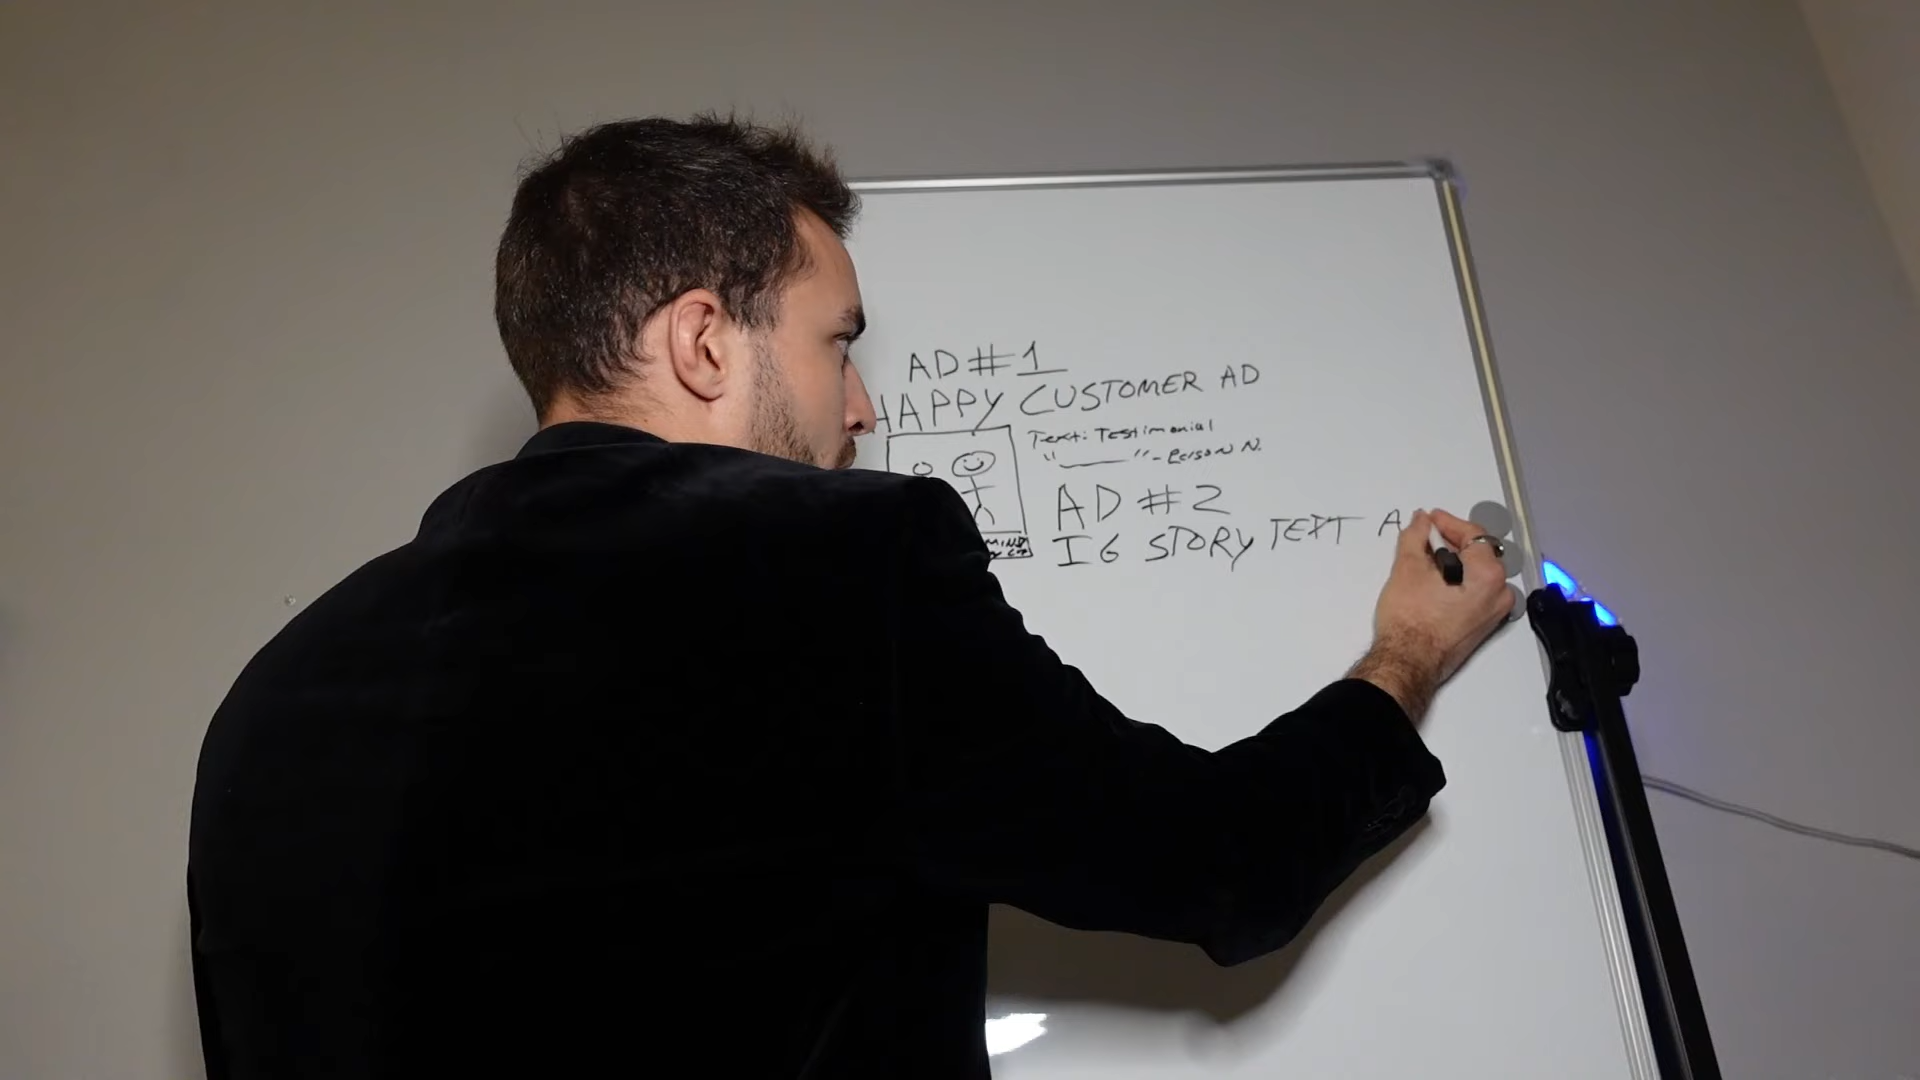 AD #1
HAPPY CUSTOMER AD
Text: Testimonial
"______" - Person N.
AD #2
IG STORY TEXT A